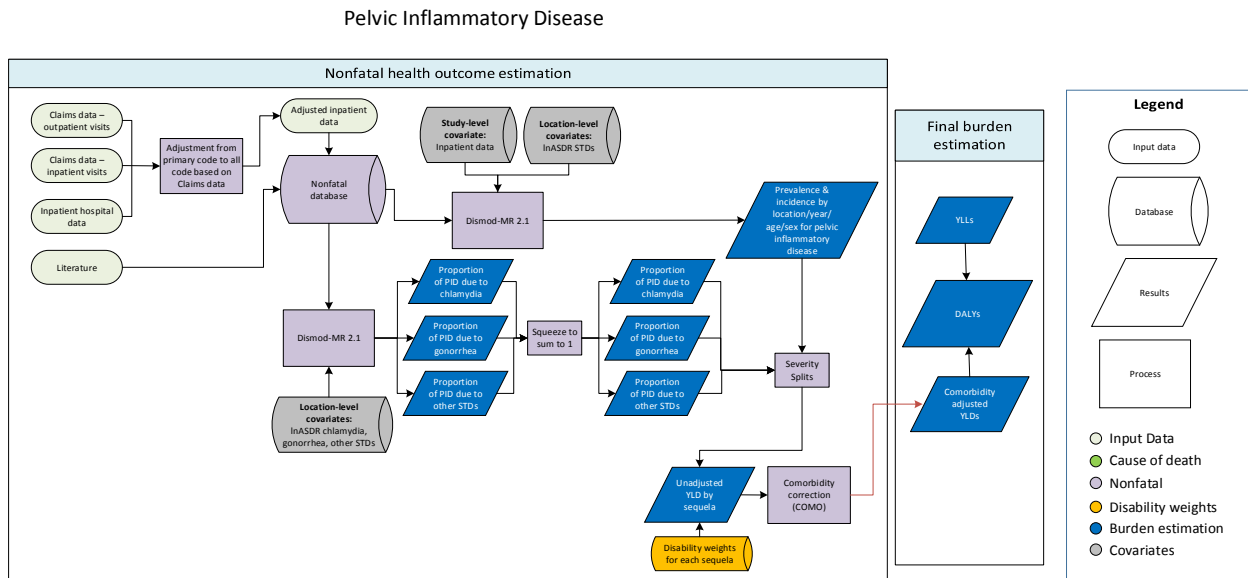 Pelvic Inflammatory Disease
Nonfatal health outcome estimation
Claims data –
outpatient visits
Claims data –
inpatient visits
Inpatient hospital
data
Literature
Adjustment from
primary code to all
code based on
Claims data
Adjusted inpatient
data
Nonfatal
database
Study-level
covariate:
Inpatient data
Location-level
covariates:
lnASDR STDs
Dismod-MR 2.1
Prevalence &
incidence by
location/year/
age/sex for pelvic
inflammatory
disease
Dismod-MR 2.1
Location-level
covariates:
lnASDR chlamydia,
gonorrhea, other STDs
Proportion
of PID due to
chlamydia
Proportion
of PID due to
gonorrhea
Proportion
of PID due to
other STDs
Squeeze to
sum to 1
Proportion
of PID due to
chlamydia
Proportion
of PID due to
gonorrhea
Proportion
of PID due to
other STDs
Severity
Splits
Unadjusted
YLD by
sequela
Comorbidity
correction
(COMO)
Disability weights
for each sequela
Final burden
estimation
YLLs
DALYs
Comorbidity
adjusted
YLDs
Legend
Input data
Database
Results
Process
Input Data
Cause of death
Nonfatal
Disability weights
Burden estimation
Covariates